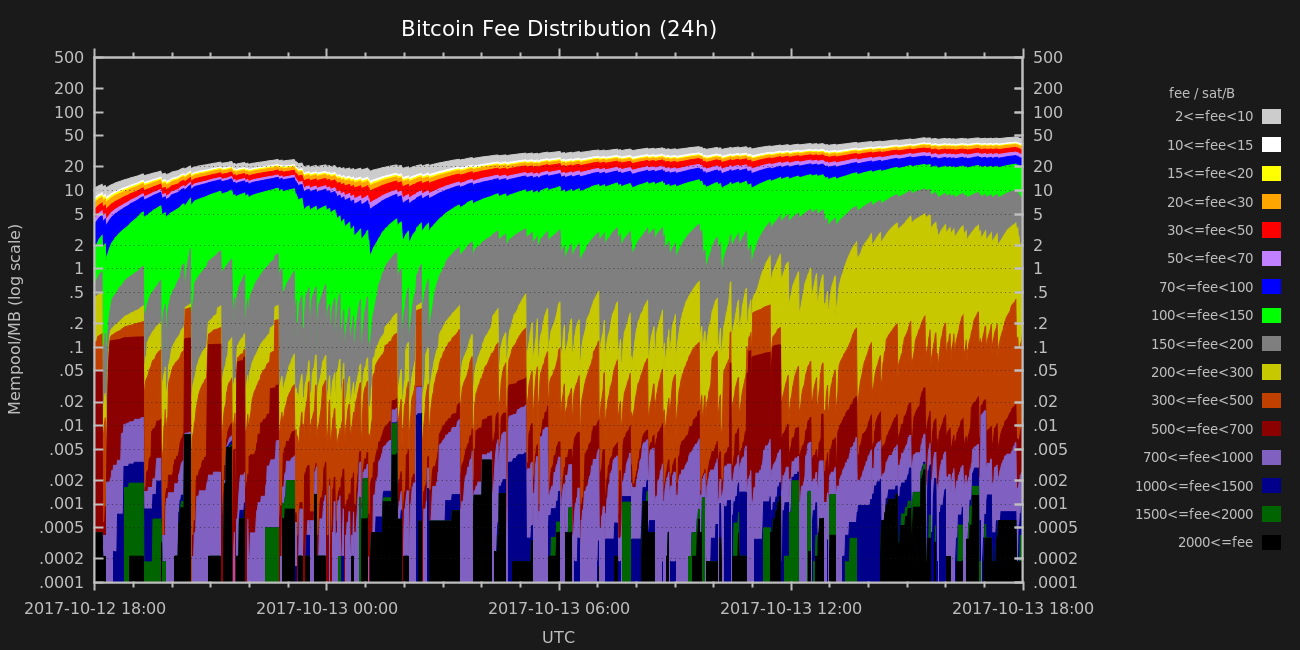 Bitcoin Fee Distribution (24h)
Mempool/MB (log scale)
500
200
100
50
20
10
5
2
1
.5
.2
.1
.05
.02
.01
.005
.002
.001
.0005
.0002
.0001
500
200
100
50
20
10
5
2
1
.5
.2
.1
.05
.02
.01
.005
.002
.001
.0005
.0002
.0001
2017-10-12 18:00
2017-10-13 00:00
2017-10-13 06:00
2017-10-13 12:00
2017-10-13 18:00
UTC
fee / sat/B
2<=fee<10
10<=fee<15
15<=fee<20
20<=fee<30
30<=fee<50
50<=fee<70
70<=fee<100
100<=fee<150
150<=fee<200
200<=fee<300
300<=fee<500
500<=fee<700
700<=fee<1000
1000<=fee<1500
1500<=fee<2000
2000<=fee